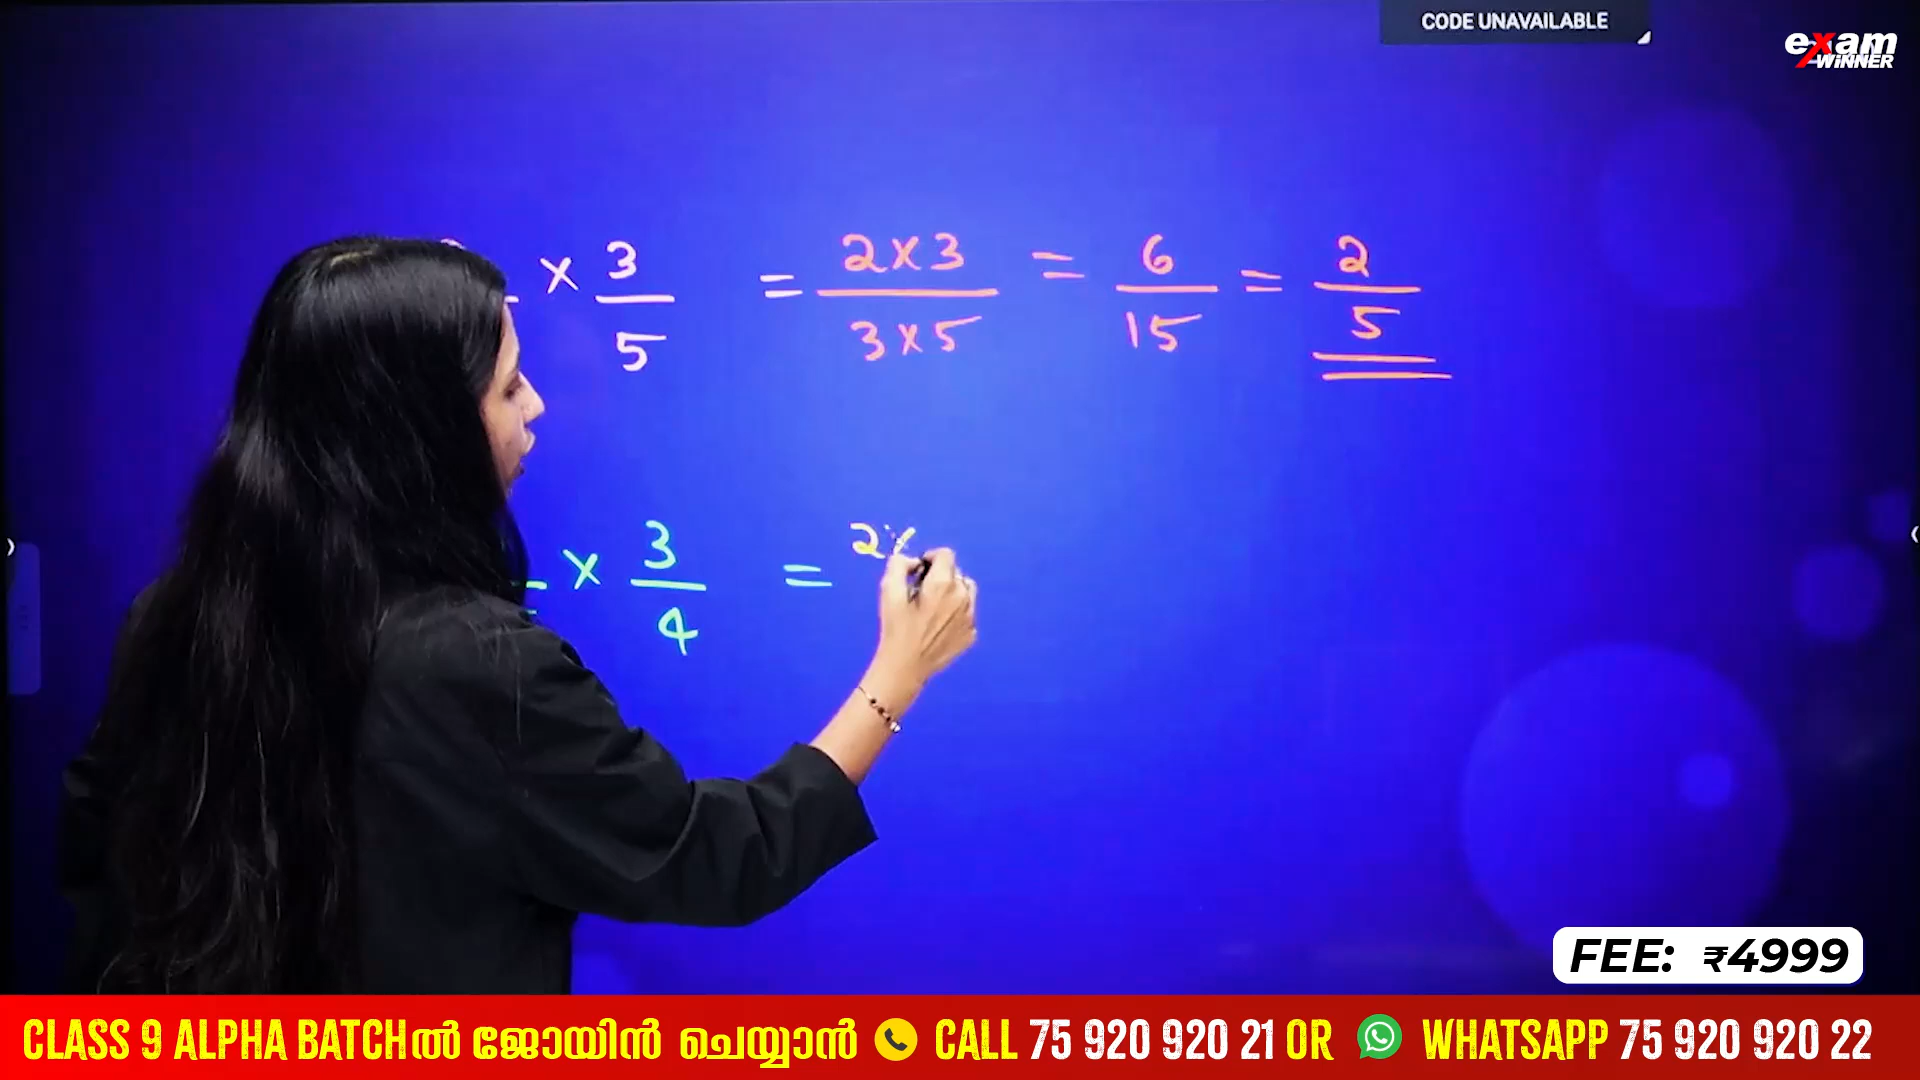 CODE UNAVAILABLE
exam
WINNER
× 3/5 = 2×3/3×5 = 6/15 = 2/5
× 3/4 = 2×
FEE: ₹4999
CLASS 9 ALPHA BATCHൽ ജോയിൻ ചെയ്യാൻ CALL 75 920 920 21 OR WHATSAPP 75 920 920 22